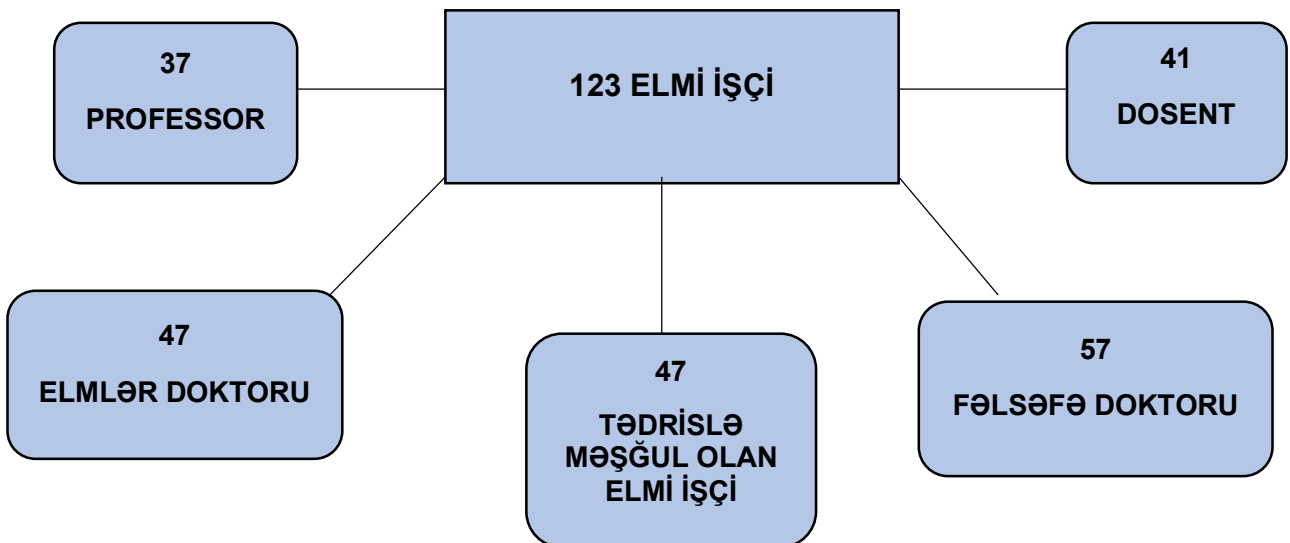 37
PROFESSOR
123 ELMİ İŞÇİ
41
DOSENT
47
ELMLƏR DOKTORU
47
TƏDRİSLƏ
MƏŞĞUL OLAN
ELMİ İŞÇİ
57
FƏLSƏFƏ DOKTORU